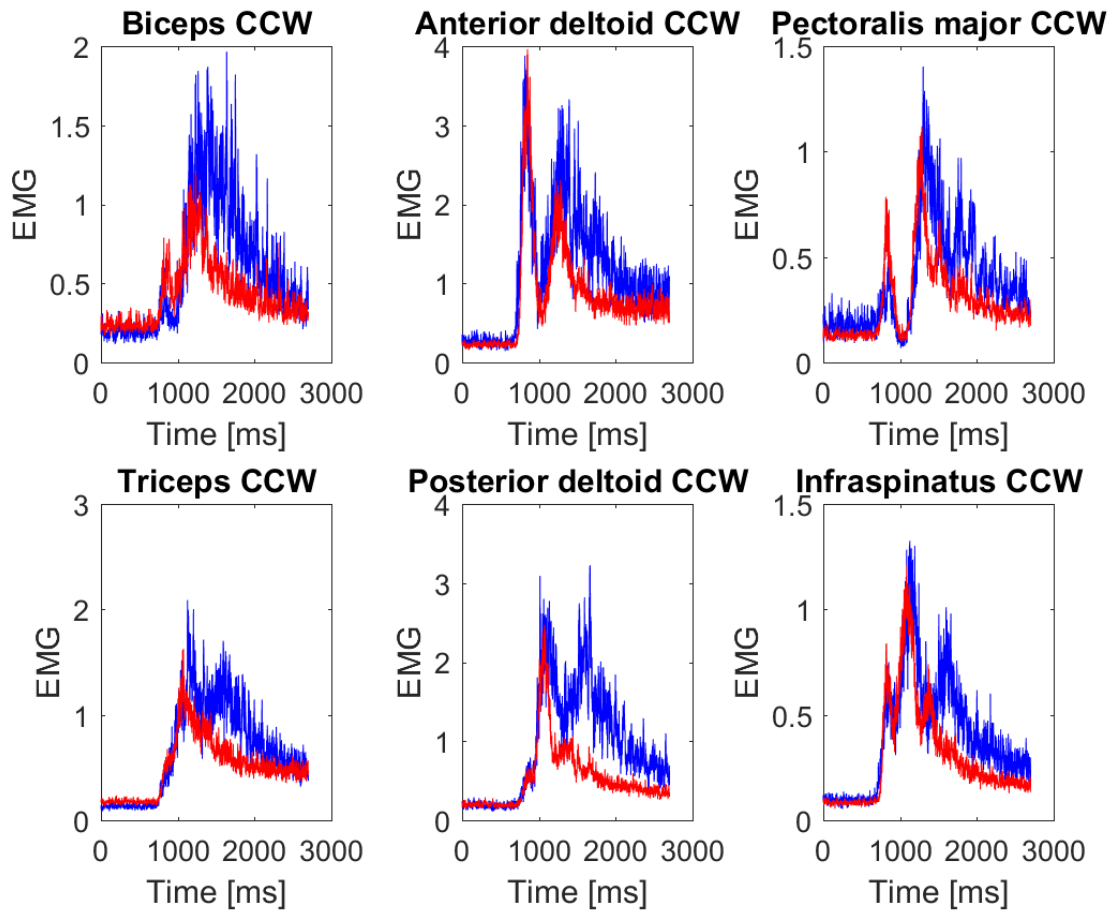 Biceps CCW
2
1.5
1
0.5
0
EMG
0 1000 2000 3000
Time [ms]
Anterior deltoid CCW
4
3
2
1
0
EMG
0 1000 2000 3000
Time [ms]
Pectoralis major CCW
1.5
1
0.5
0
EMG
0 1000 2000 3000
Time [ms]
Triceps CCW
3
2
1
0
EMG
0 1000 2000 3000
Time [ms]
Posterior deltoid CCW
4
3
2
1
0
EMG
0 1000 2000 3000
Time [ms]
Infraspinatus CCW
1.5
1
0.5
0
EMG
0 1000 2000 3000
Time [ms]